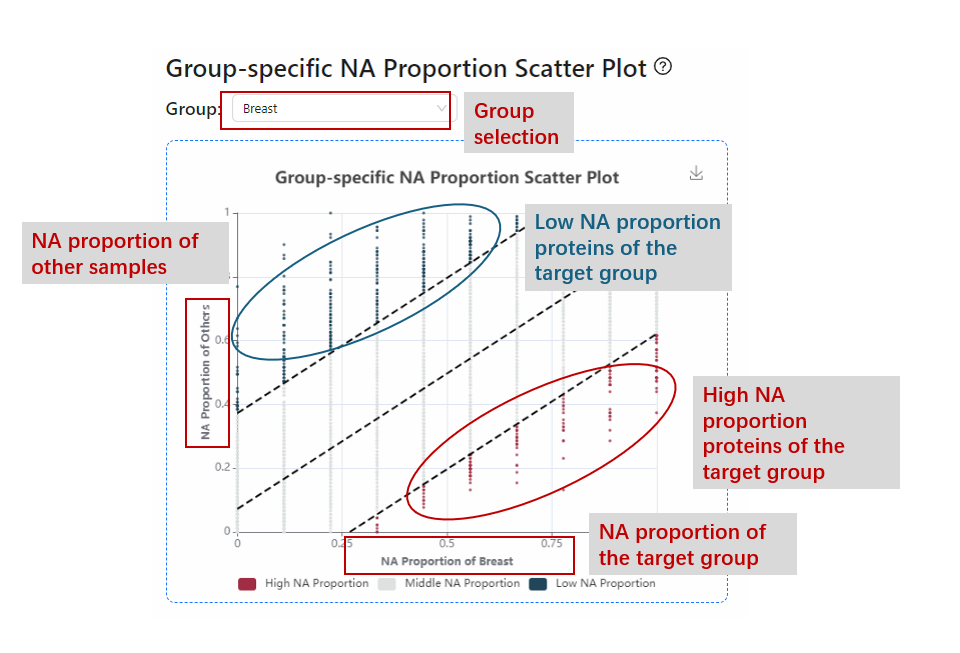 Group-specific NA Proportion Scatter Plot ?
Group:
Breast
Group
selection
Group-specific NA Proportion Scatter Plot
NA proportion of
other samples
Low NA proportion
proteins of the
target group
1
0.6
0.4
0.2
0
NA Proportion of Others
High NA
proportion
proteins of the
target group
0
0.25
0.5
0.75
NA Proportion of Breast
NA proportion of
the target group
High NA Proportion
Middle NA Proportion
Low NA Proportion